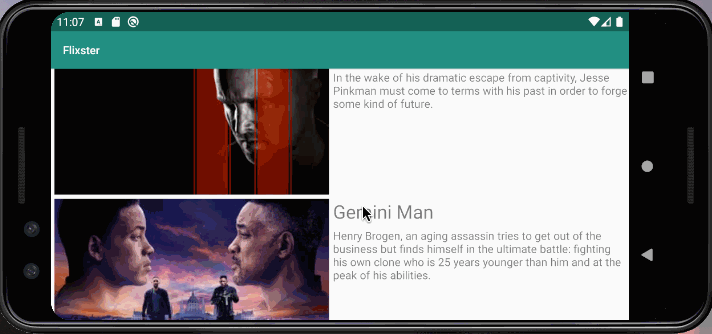 11:07
Flixster
In the wake of his dramatic escape from captivity, Jesse
Pinkman must come to terms with his past in order to forge
some kind of future.
Gemini Man
Henry Brogen, an aging assassin tries to get out of the
business but finds himself in the ultimate battle: fighting
his own clone who is 25 years younger than him and at the
peak of his abilities.